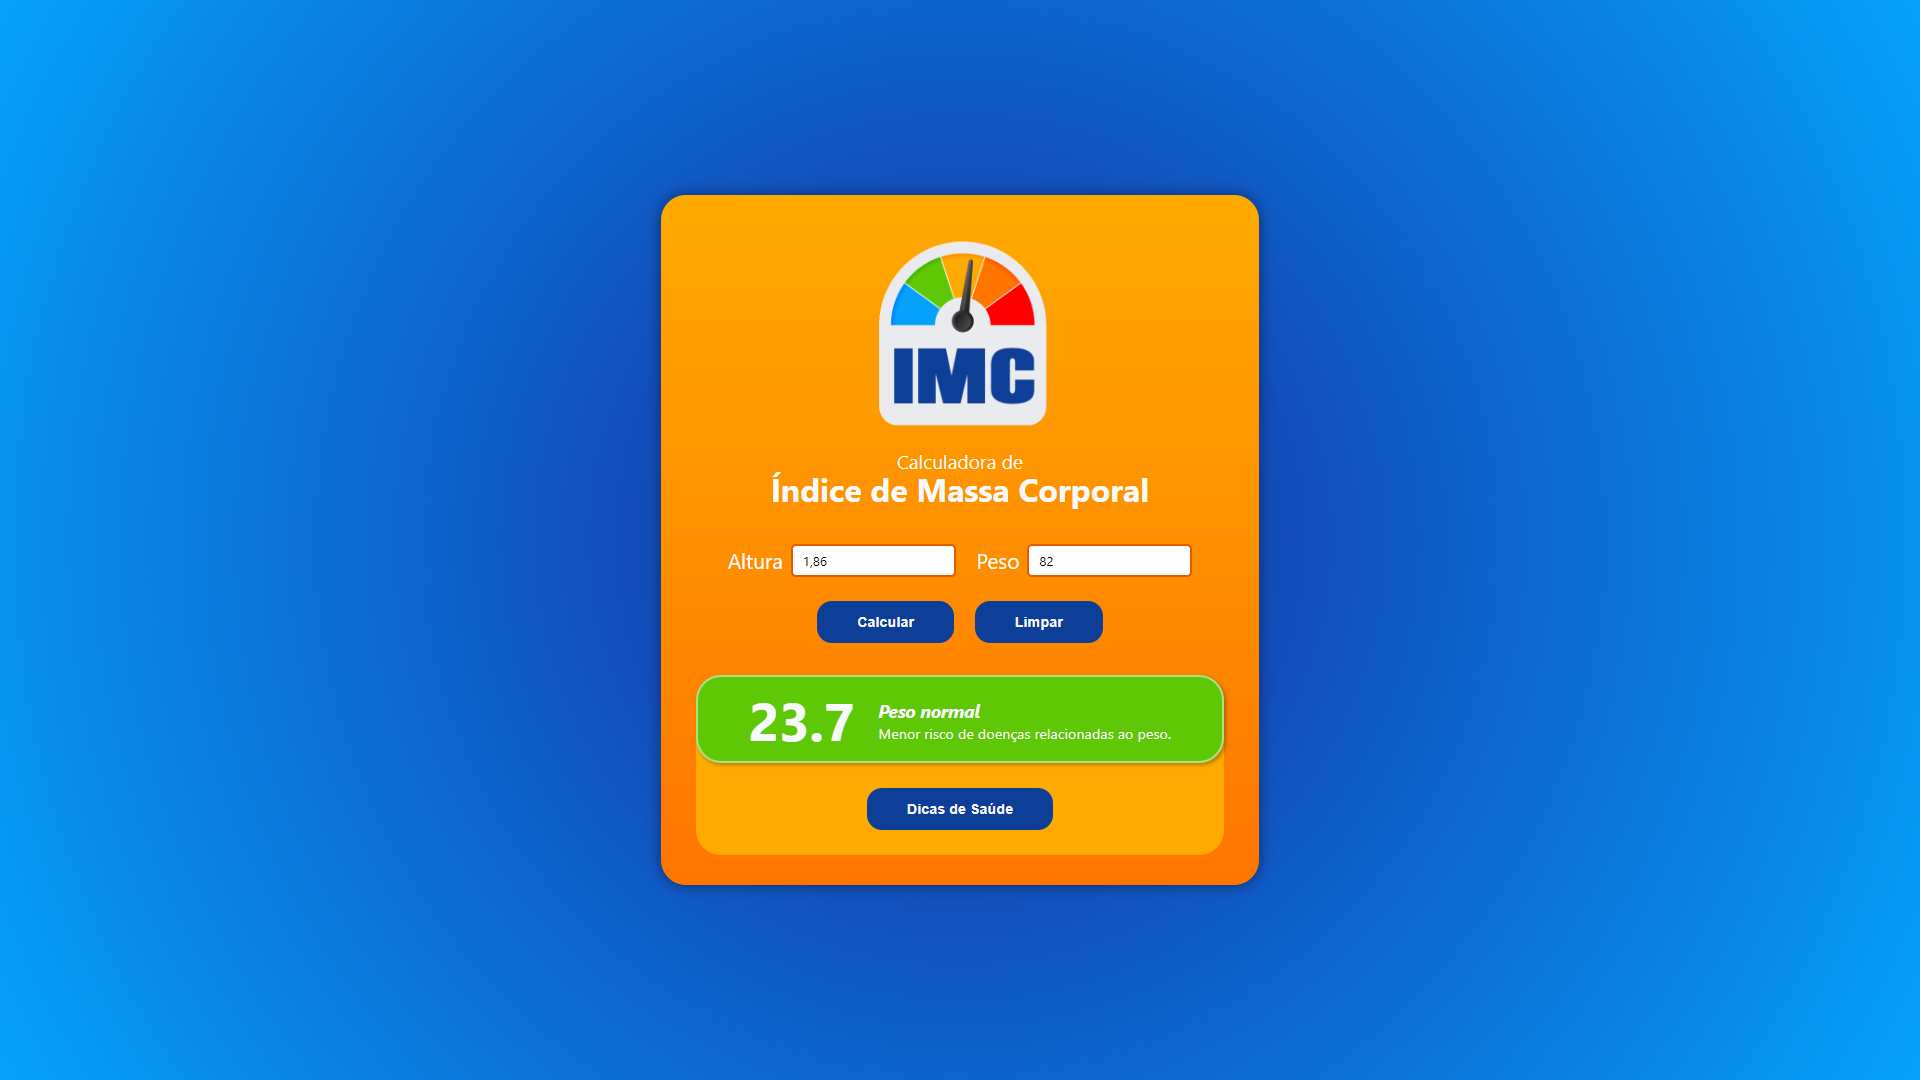 IMC
Calculadora de
Índice de Massa Corporal
Altura 1,86 Peso 82
Calcular Limpar
23.7
Peso normal
Menor risco de doenças relacionadas ao peso.
Dicas de Saúde